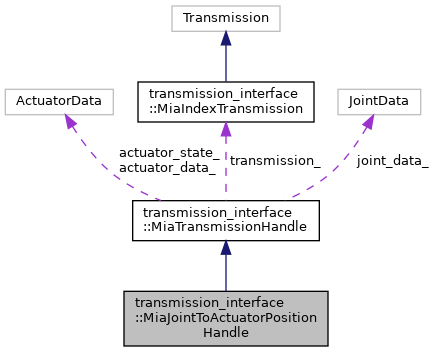 Transmission
transmission_interface
::MiaIndexTransmission
ActuatorData
JointData
actuator_state_
actuator_data_
transmission_
joint_data_
transmission_interface
::MiaTransmissionHandle
transmission_interface
::MiaJointToActuatorPosition
Handle